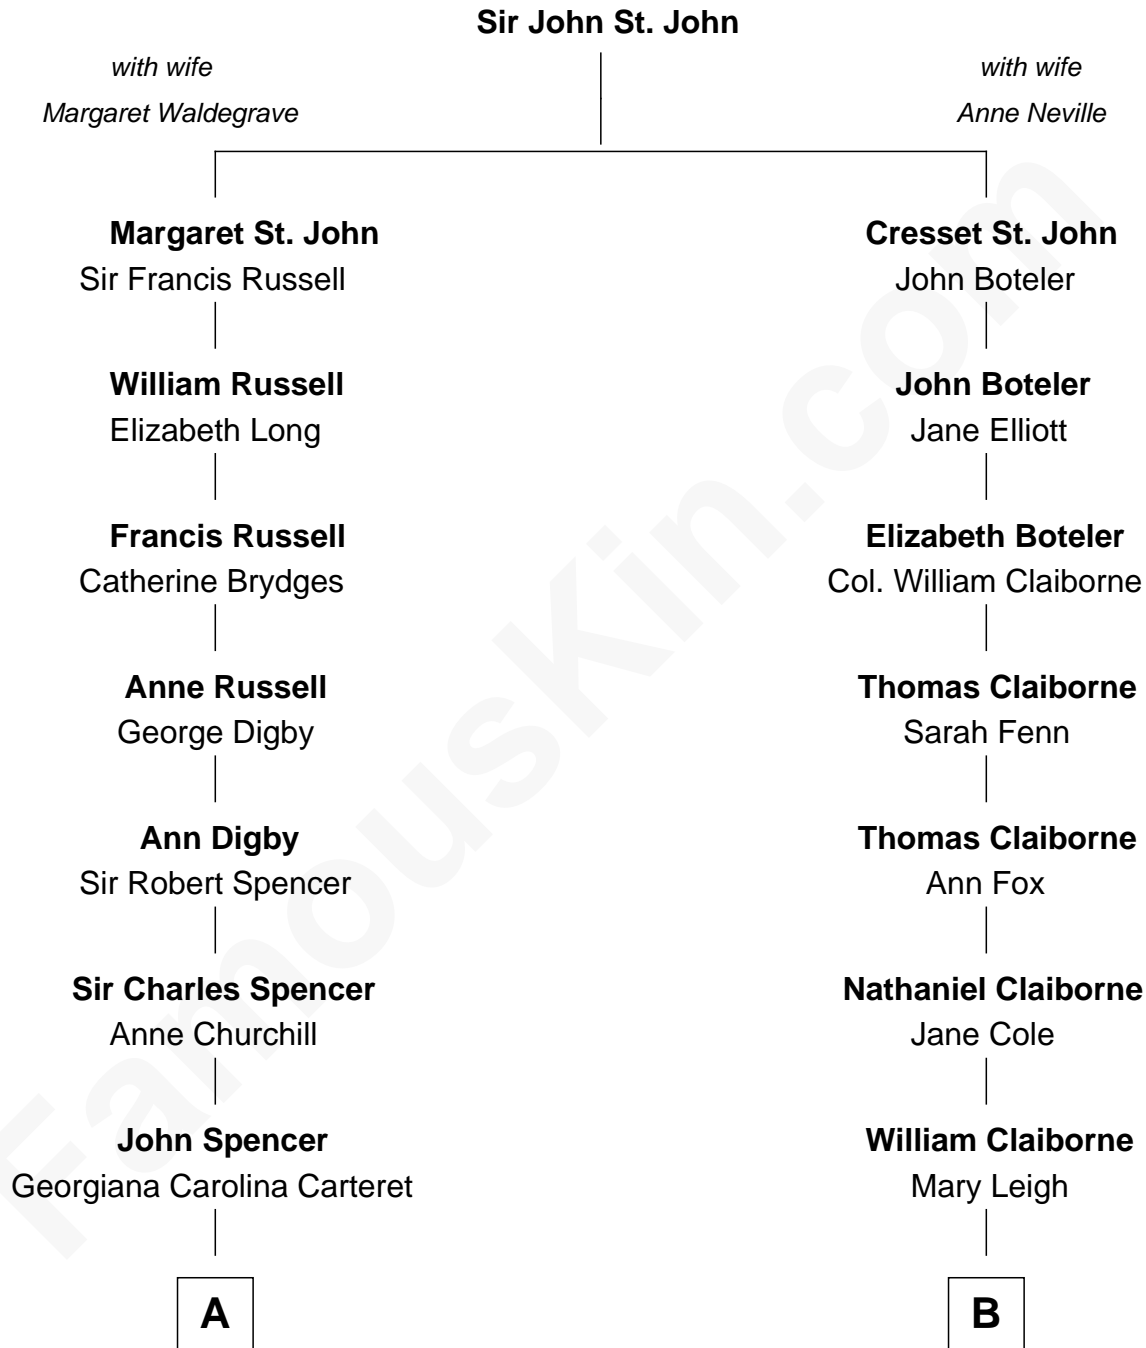 Sir John St. John
with wife
Margaret Waldegrave
with wife
Anne Neville
Margaret St. John
Sir Francis Russell
William Russell
Elizabeth Long
Francis Russell
Catherine Brydges
Anne Russell
George Digby
Ann Digby
Sir Robert Spencer
Sir Charles Spencer
Anne Churchill
John Spencer
Georgiana Carolina Carteret
A
Cresset St. John
John Boteler
John Boteler
Jane Elliott
Elizabeth Boteler
Col. William Claiborne
Thomas Claiborne
Sarah Fenn
Thomas Claiborne
Ann Fox
Nathaniel Claiborne
Jane Cole
William Claiborne
Mary Leigh
B
FamousKin.com